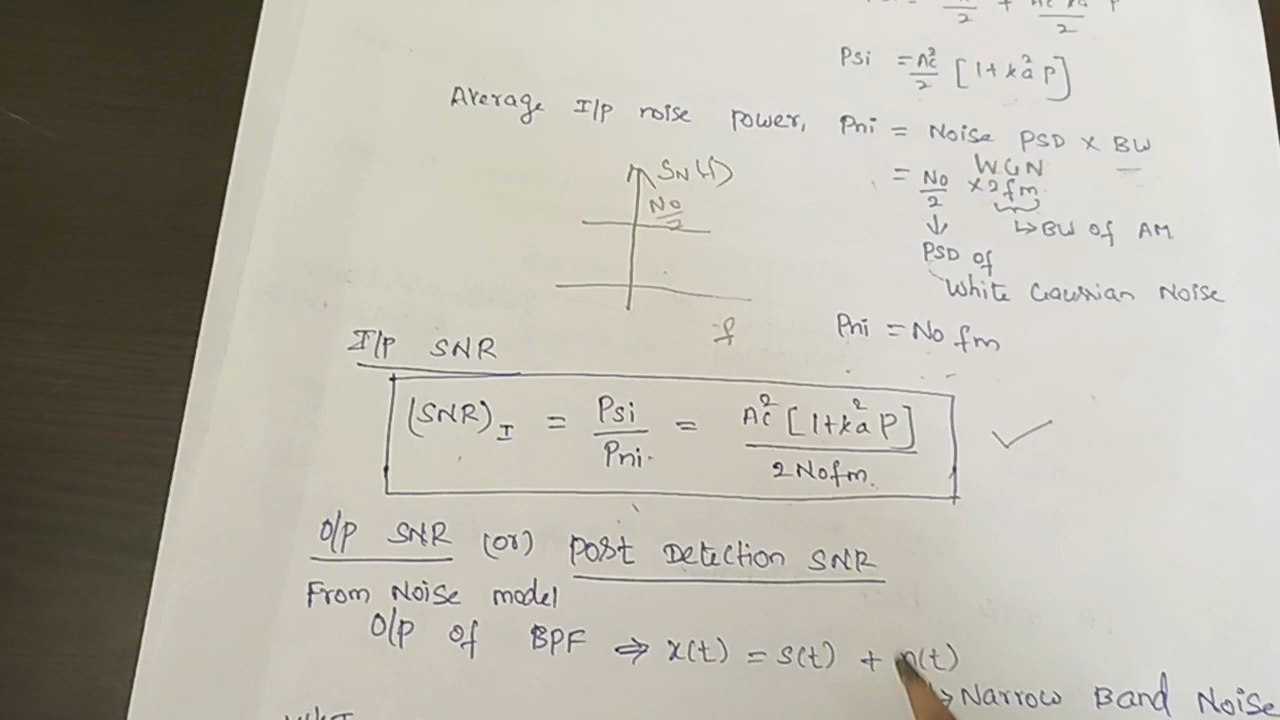 Psi = Ac²/2 [1+ka²P]
Average I/p noise power, Pni = Noise PSD x BW
WGN
= No/2 x 2fm
SN(f)
No/2
↳ BW of AM
PSD of
White Gaussian Noise
f
Pni = No fm
I/p SNR
(SNR)I = Psi/Pni = Ac² [1+ka²P] / 2Nofm
O/P SNR (or) Post Detection SNR
From Noise model
O/p of BPF ⇒ x(t) = s(t) + n(t)
↳ Narrow Band Noise